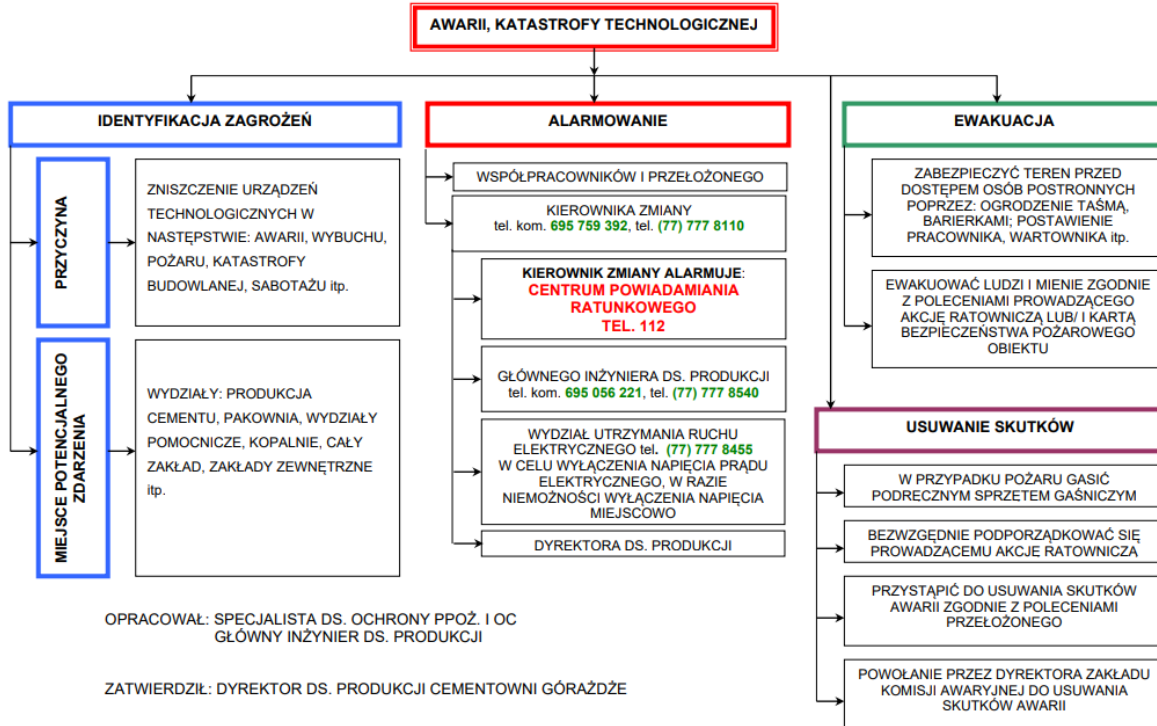 AWARII, KATASTROFY TECHNOLOGICZNEJ
IDENTYFIKACJA ZAGROŻEŃ
PRZYCZYNA
ZNISZCZENIE URZĄDZEŃ
TECHNOLOGICZNYCH W
NASTĘPSTWIE: AWARII, WYBUCHU,
POŻARU, KATASTROFY
BUDOWLANEJ, SABOTAŻU itp.
MIEJSCE POTENCJALNEGO
ZDARZENIA
WYDZIAŁY: PRODUKCJA
CEMENTU, PAKOWNIA, WYDZIAŁY
POMOCNICZE, KOPALNIE, CAŁY
ZAKŁAD, ZAKŁADY ZEWNĘTRZNE
itp.
ALARMOWANIE
WSPÓŁPRACOWNIKÓW I PRZEŁOŻONEGO
KIEROWNIKA ZMIANY
tel. kom. 695 759 392, tel. (77) 777 8110
KIEROWNIK ZMIANY ALARMUJE:
CENTRUM POWIADAMIANIA
RATUNKOWEGO
TEL. 112
GŁÓWNEGO INŻYNIERA DS. PRODUKCJI
tel. kom. 695 056 221, tel. (77) 777 8540
WYDZIAŁ UTRZYMANIA RUCHU
ELEKTRYCZNEGO tel. (77) 777 8455
W CELU WYŁĄCZENIA NAPIĘCIA PRĄDU
ELEKTRYCZNEGO, W RAZIE
NIEMOŻNOŚCI WYŁĄCZENIA NAPIĘCIA
MIEJSCOWO
DYREKTORA DS. PRODUKCJI
EWAKUACJA
ZABEZPIECZYĆ TEREN PRZED
DOSTĘPEM OSÓB POSTRONNYCH
POPRZEZ: OGRODZENIE TAŚMĄ,
BARIERKAMI; POSTAWIENIE
PRACOWNIKA, WARTOWNIKA itp.
EWAKUOWAĆ LUDZI I MIENIE ZGODNIE
Z POLECENIAMI PROWADZĄCEGO
AKCJĘ RATOWNICZĄ LUB/ I KARTĄ
BEZPIECZEŃSTWA POŻAROWEGO
OBIEKTU
USUWANIE SKUTKÓW
W PRZYPADKU POŻARU GASIĆ
PODRĘCZNYM SPRZĘTEM GAŚNICZYM
BEZWZGLĘDNIE PODPORZĄDKOWAĆ SIĘ
PROWADZĄCEMU AKCJE RATOWNICZĄ
PRZYSTĄPIĆ DO USUWANIA SKUTKÓW
AWARII ZGODNIE Z POLECENIAMI
PRZEŁOŻONEGO
POWOŁANIE PRZEZ DYREKTORA ZAKŁADU
KOMISJI AWARYJNEJ DO USUWANIA
SKUTKÓW AWARII
OPRACOWAŁ: SPECJALISTA DS. OCHRONY PPOŻ. I OC
GŁÓWNY INŻYNIER DS. PRODUKCJI
ZATWIERDZIŁ: DYREKTOR DS. PRODUKCJI CEMENTOWNI GÓRAŻDŻE